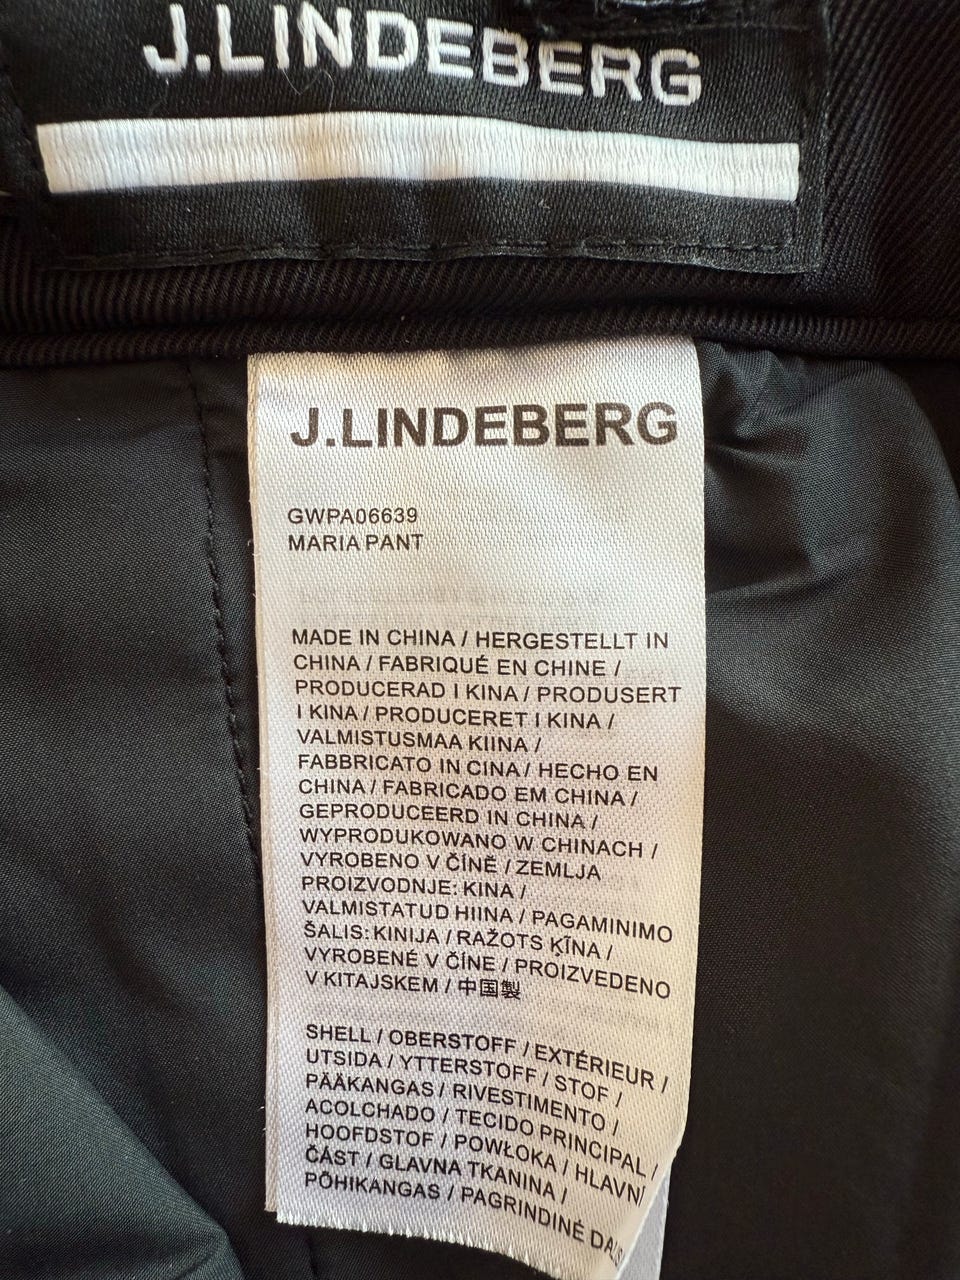 J.LINDEBERG
J.LINDEBERG
GWPA06639
MARIA PANT
MADE IN CHINA / HERGESTELLT IN
CHINA / FABRIQUÉ EN CHINE /
PRODUCERAD I KINA / PRODUSERT
I KINA / PRODUCERET I KINA /
VALMISTUSMAA KIINA /
FABBRICATO IN CINA / HECHO EN
CHINA / FABRICADO EM CHINA /
GEPRODUCEERD IN CHINA /
WYPRODUKOWANO W CHINACH /
VYROBENO V ČÍNĚ / ZEMLJA
PROIZVODNJE: KINA /
VALMISTATUD HIINA / PAGAMINIMO
ŠALIS: KINIJA / RAŽOTS ĶĪNA /
VYROBENÉ V ČÍNE / PROIZVEDENO
V KITAJSKEM / 中国製
SHELL / OBERSTOFF / EXTÉRIEUR /
UTSIDA / YTTERSTOFF / STOF /
PÄÄKANGAS / RIVESTIMENTO /
ACOLCHADO / TECIDO PRINCIPAL /
HOOFDSTOF / POWŁOKA / HLAVNÍ
ČÁST / GLAVNA TKANINA /
PÕHIKANGAS / PAGRINDINĖ